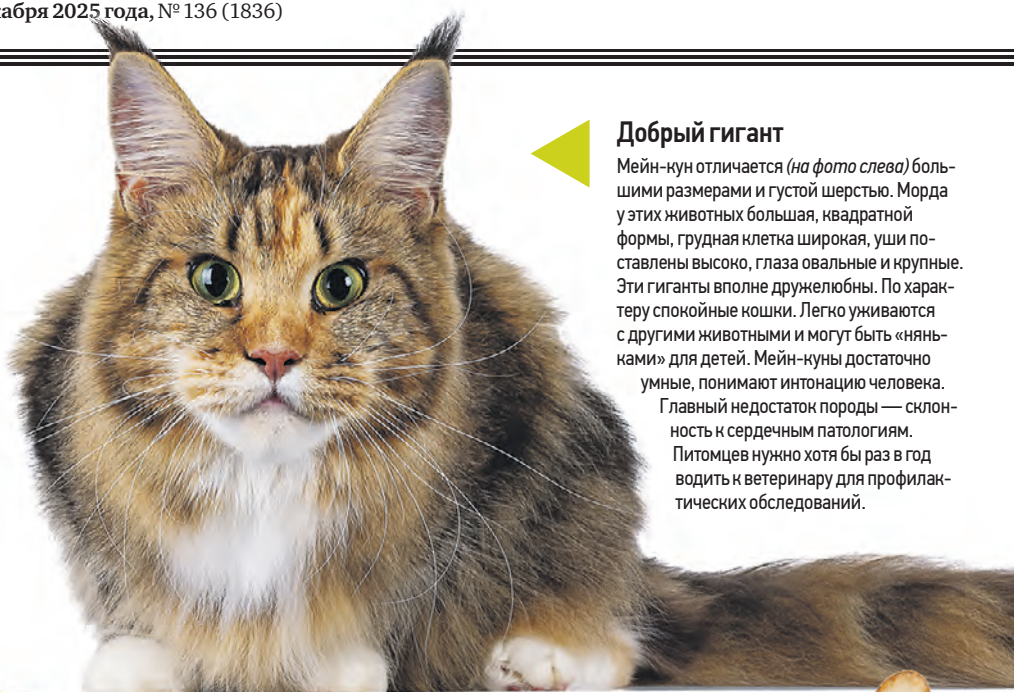 абря 2025 года, № 136 (1836)
Добрый гигант
Мейн-кун отличается (на фото слева) боль-
шими размерами и густой шерстью. Морда
у этих животных большая, квадратной
формы, грудная клетка широкая, уши по-
ставлены высоко, глаза овальные и крупные.
Эти гиганты вполне дружелюбны. По харак-
теру спокойные кошки. Легко уживаются
с другими животными и могут быть «нянь-
ками» для детей. Мейн-куны достаточно
умные, понимают интонацию человека.
Главный недостаток породы — склон-
ность к сердечным патологиям.
Питомцев нужно хотя бы раз в год
водить к ветеринару для профилак-
тических обследований.